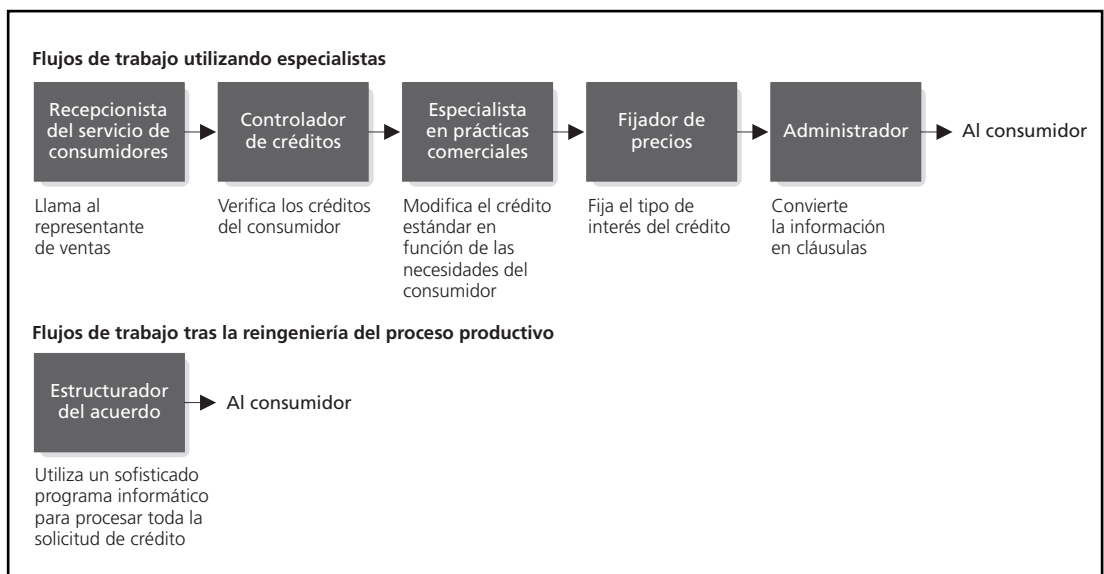 Flujos de trabajo utilizando especialistas
Recepcionista
del servicio de
consumidores
Controlador
de créditos
Especialista
en prácticas
comerciales
Fijador de
precios
Administrador
Al consumidor
Llama al
representante
de ventas
Verifica los créditos
del consumidor
Modifica el crédito
estándar en
función de las
necesidades del
consumidor
Fija el tipo de
interés del crédito
Convierte
la información
en cláusulas
Flujos de trabajo tras la reingeniería del proceso productivo
Estructurador
del acuerdo
Al consumidor
Utiliza un sofisticado
programa informático
para procesar toda la
solicitud de crédito